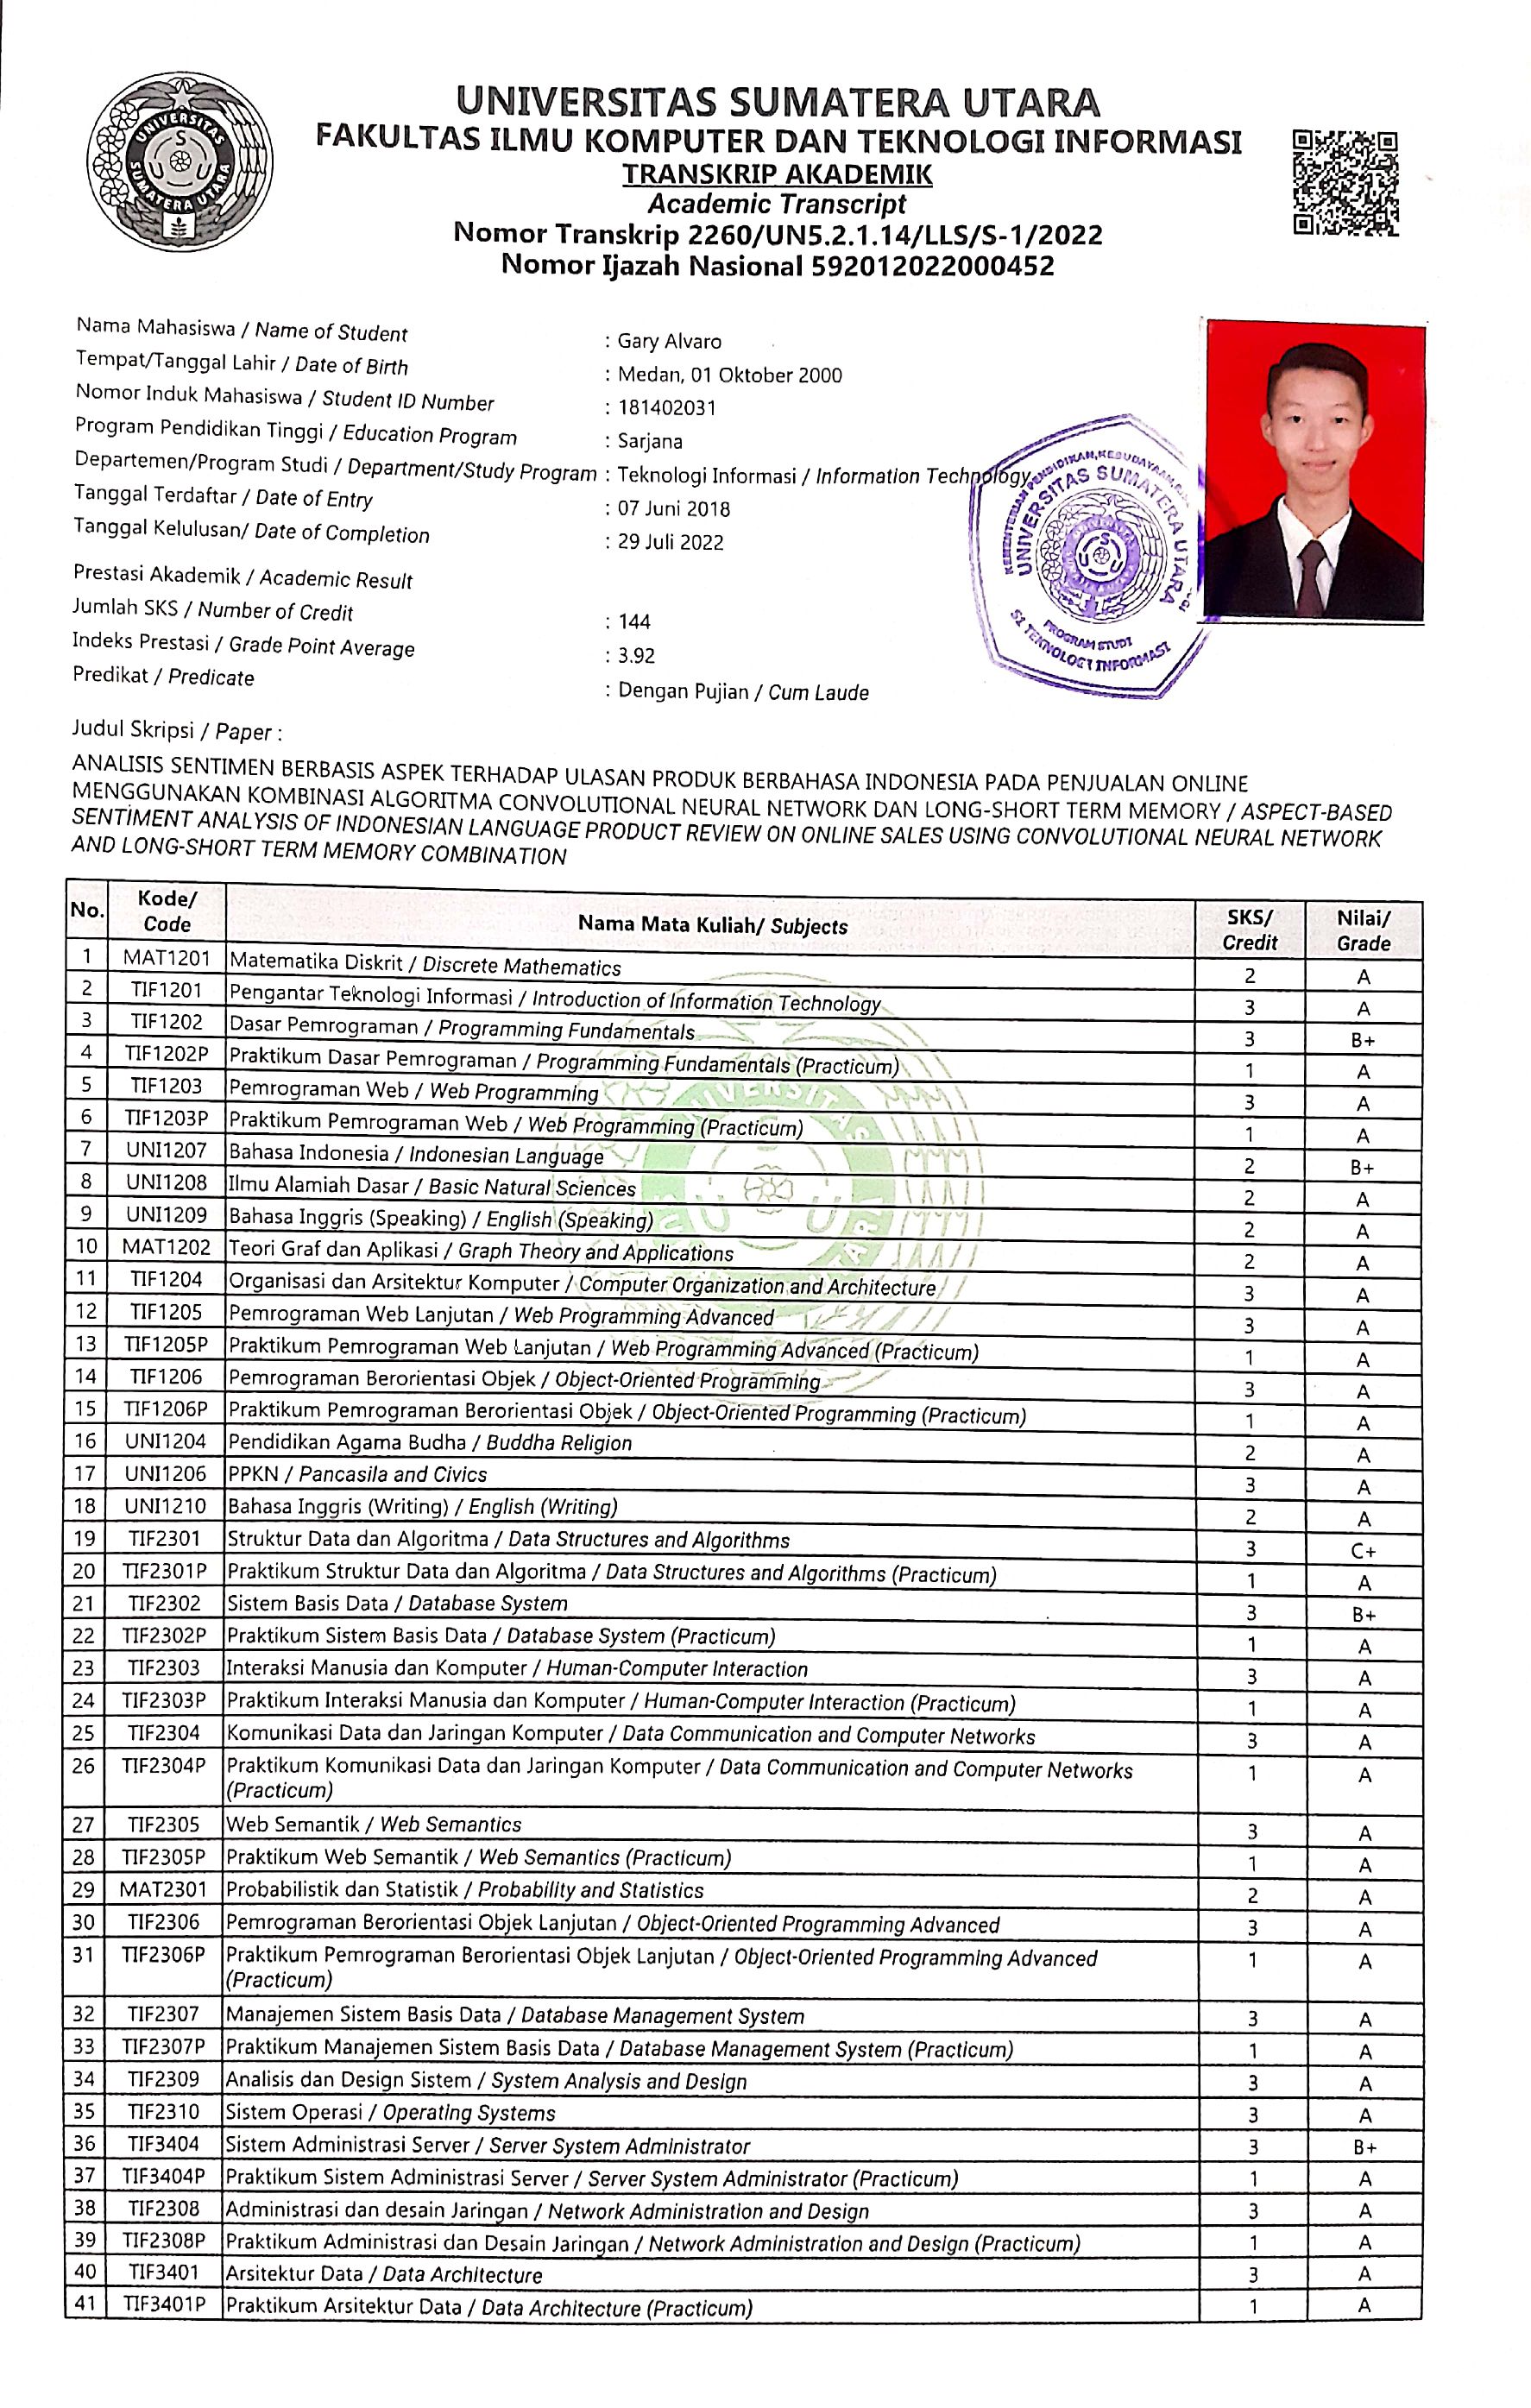 UNIVERSITAS SUMATERA UTARA
UNIVERSITAS SUMATERA UTARA
FAKULTAS ILMU KOMPUTER DAN TEKNOLOGI INFORMASI
TRANSKRIP AKADEMIK
Academic Transcript
Nomor Transkrip 2260/UN5.2.1.14/LLS/S-1/2022
Nomor Ijazah Nasional 592012022000452
Nama Mahasiswa / Name of Student : Gary Alvaro
Tempat/Tanggal Lahir / Date of Birth : Medan, 01 Oktober 2000
Nomor Induk Mahasiswa / Student ID Number : 181402031
Program Pendidikan Tinggi / Education Program : Sarjana
Departemen/Program Studi / Department/Study Program : Teknologi Informasi / Information Technology
Tanggal Terdaftar / Date of Entry : 07 Juni 2018
Tanggal Kelulusan/ Date of Completion : 29 Juli 2022
UNIVERSITAS SUMATERA UTARA
PROGRAM STUDI
S1 TEKNOLOGI INFORMASI
Prestasi Akademik / Academic Result
Jumlah SKS / Number of Credit : 144
Indeks Prestasi / Grade Point Average : 3.92
Predikat / Predicate : Dengan Pujian / Cum Laude
Judul Skripsi / Paper :
ANALISIS SENTIMEN BERBASIS ASPEK TERHADAP ULASAN PRODUK BERBAHASA INDONESIA PADA PENJUALAN ONLINE
MENGGUNAKAN KOMBINASI ALGORITMA CONVOLUTIONAL NEURAL NETWORK DAN LONG-SHORT TERM MEMORY / ASPECT-BASED
SENTIMENT ANALYSIS OF INDONESIAN LANGUAGE PRODUCT REVIEW ON ONLINE SALES USING CONVOLUTIONAL NEURAL NETWORK
AND LONG-SHORT TERM MEMORY COMBINATION
No. Kode/ Code Nama Mata Kuliah/ Subjects SKS/ Credit Nilai/ Grade
1 MAT1201 Matematika Diskrit / Discrete Mathematics 2 A
2 TIF1201 Pengantar Teknologi Informasi / Introduction of Information Technology 3 A
3 TIF1202 Dasar Pemrograman / Programming Fundamentals 3 B+
4 TIF1202P Praktikum Dasar Pemrograman / Programming Fundamentals (Practicum) 1 A
5 TIF1203 Pemrograman Web / Web Programming 3 A
6 TIF1203P Praktikum Pemrograman Web / Web Programming (Practicum) 1 A
7 UNI1207 Bahasa Indonesia / Indonesian Language 2 B+
8 UNI1208 Ilmu Alamiah Dasar / Basic Natural Sciences 2 A
9 UNI1209 Bahasa Inggris (Speaking) / English (Speaking) 2 A
10 MAT1202 Teori Graf dan Aplikasi / Graph Theory and Applications 2 A
11 TIF1204 Organisasi dan Arsitektur Komputer / Computer Organization and Architecture 3 A
12 TIF1205 Pemrograman Web Lanjutan / Web Programming Advanced 3 A
13 TIF1205P Praktikum Pemrograman Web Lanjutan / Web Programming Advanced (Practicum) 1 A
14 TIF1206 Pemrograman Berorientasi Objek / Object-Oriented Programming 3 A
15 TIF1206P Praktikum Pemrograman Berorientasi Objek / Object-Oriented Programming (Practicum) 1 A
16 UNI1204 Pendidikan Agama Budha / Buddha Religion 2 A
17 UNI1206 PPKN / Pancasila and Civics 3 A
18 UNI1210 Bahasa Inggris (Writing) / English (Writing) 2 A
19 TIF2301 Struktur Data dan Algoritma / Data Structures and Algorithms 3 C+
20 TIF2301P Praktikum Struktur Data dan Algoritma / Data Structures and Algorithms (Practicum) 1 A
21 TIF2302 Sistem Basis Data / Database System 3 B+
22 TIF2302P Praktikum Sistem Basis Data / Database System (Practicum) 1 A
23 TIF2303 Interaksi Manusia dan Komputer / Human-Computer Interaction 3 A
24 TIF2303P Praktikum Interaksi Manusia dan Komputer / Human-Computer Interaction (Practicum) 1 A
25 TIF2304 Komunikasi Data dan Jaringan Komputer / Data Communication and Computer Networks 3 A
26 TIF2304P Praktikum Komunikasi Data dan Jaringan Komputer / Data Communication and Computer Networks 1 A
(Practicum)
27 TIF2305 Web Semantik / Web Semantics 3 A
28 TIF2305P Praktikum Web Semantik / Web Semantics (Practicum) 1 A
29 MAT2301 Probabilistik dan Statistik / Probability and Statistics 2 A
30 TIF2306 Pemrograman Berorientasi Objek Lanjutan / Object-Oriented Programming Advanced 3 A
31 TIF2306P Praktikum Pemrograman Berorientasi Objek Lanjutan / Object-Oriented Programming Advanced 1 A
(Practicum)
32 TIF2307 Manajemen Sistem Basis Data / Database Management System 3 A
33 TIF2307P Praktikum Manajemen Sistem Basis Data / Database Management System (Practicum) 1 A
34 TIF2309 Analisis dan Design Sistem / System Analysis and Design 3 A
35 TIF2310 Sistem Operasi / Operating Systems 3 A
36 TIF3404 Sistem Administrasi Server / Server System Administrator 3 B+
37 TIF3404P Praktikum Sistem Administrasi Server / Server System Administrator (Practicum) 1 A
38 TIF2308 Administrasi dan desain Jaringan / Network Administration and Design 3 A
39 TIF2308P Praktikum Administrasi dan Desain Jaringan / Network Administration and Design (Practicum) 1 A
40 TIF3401 Arsitektur Data / Data Architecture 3 A
41 TIF3401P Praktikum Arsitektur Data / Data Architecture (Practicum) 1 A